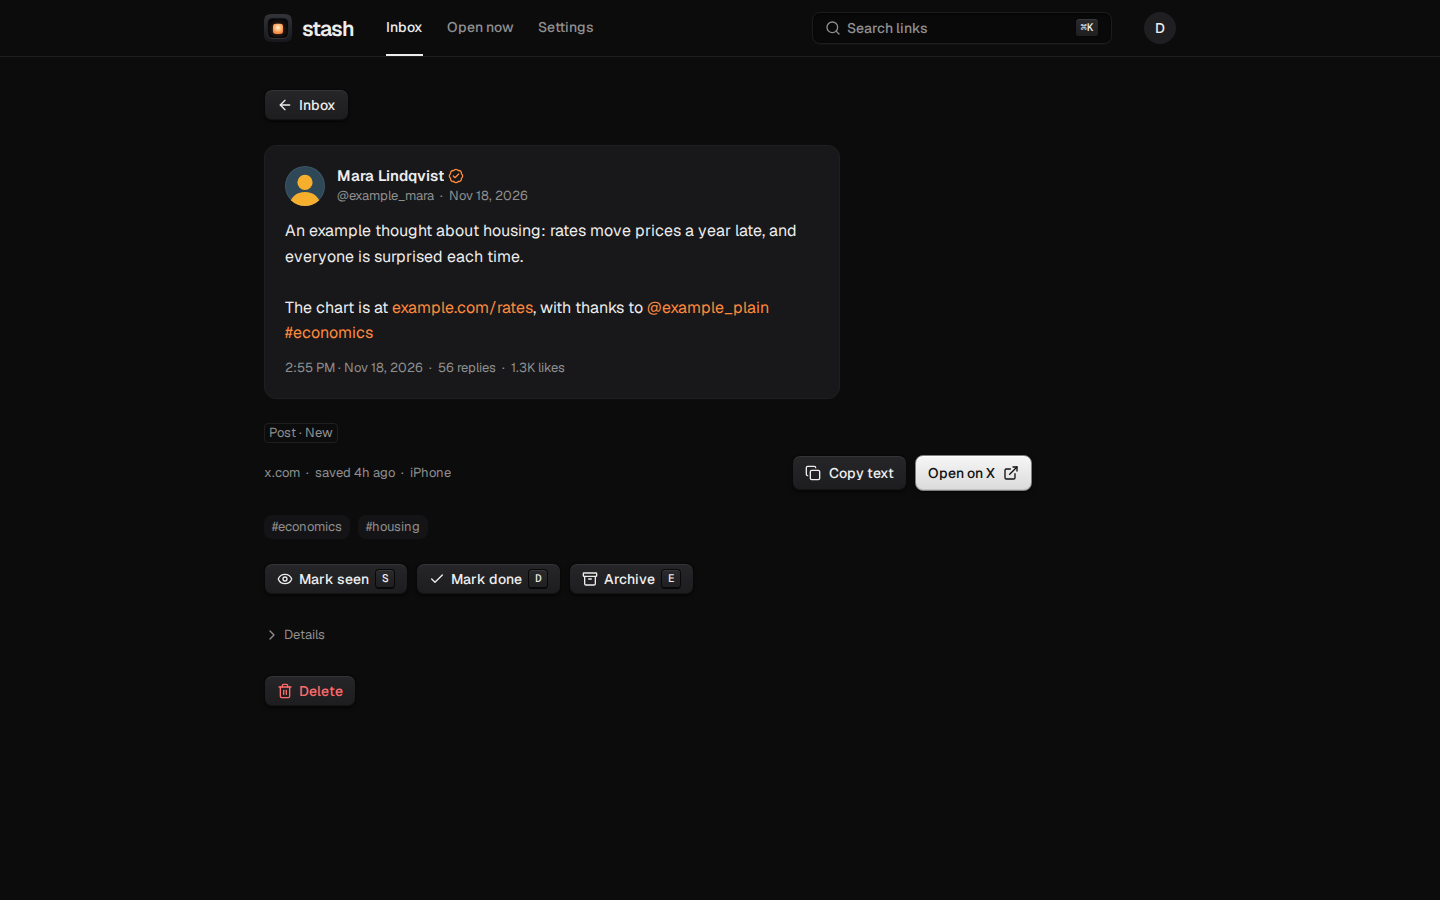 stash
Inbox
Open now
Settings
Search links
⌘K
D
Inbox
Mara Lindqvist
@example_mara · Nov 18, 2026
An example thought about housing: rates move prices a year late, and
everyone is surprised each time.
The chart is at example.com/rates, with thanks to @example_plain
#economics
2:55 PM · Nov 18, 2026 · 56 replies · 1.3K likes
Post · New
x.com · saved 4h ago · iPhone
Copy text
Open on X
#economics
#housing
Mark seen S
Mark done D
Archive E
Details
Delete